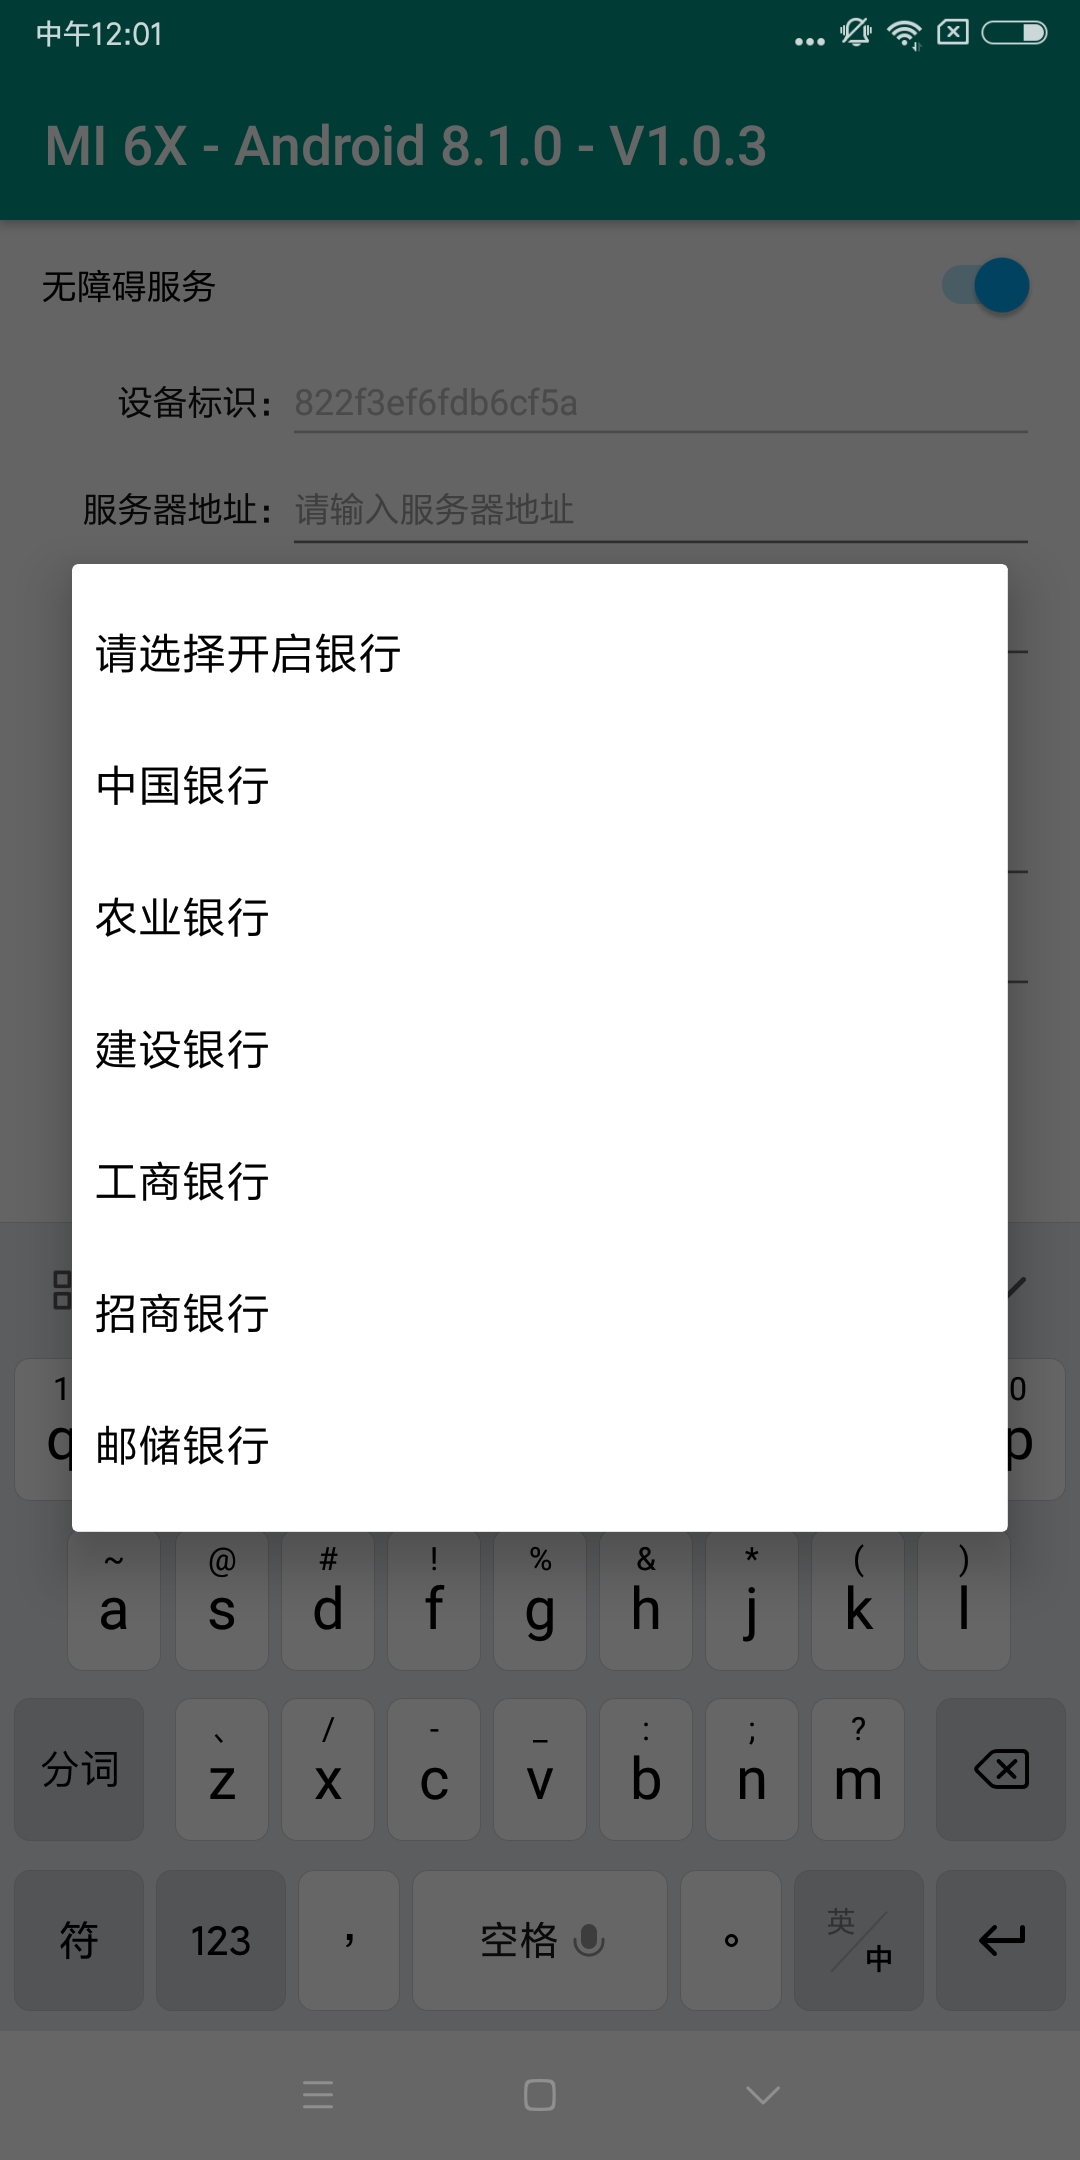 中午12:01
MI 6X - Android 8.1.0 - V1.0.3
无障碍服务
设备标识：822f3ef6fdb6cf5a
服务器地址：请输入服务器地址
请选择开启银行
中国银行
农业银行
建设银行
工商银行
招商银行
邮储银行
1 0
q p
~ @ # ! % & * ( )
a s d f g h j k l
、 / - _ : ; ?
分词 z x c v b n m
符 123 ， 空格 。 英/中